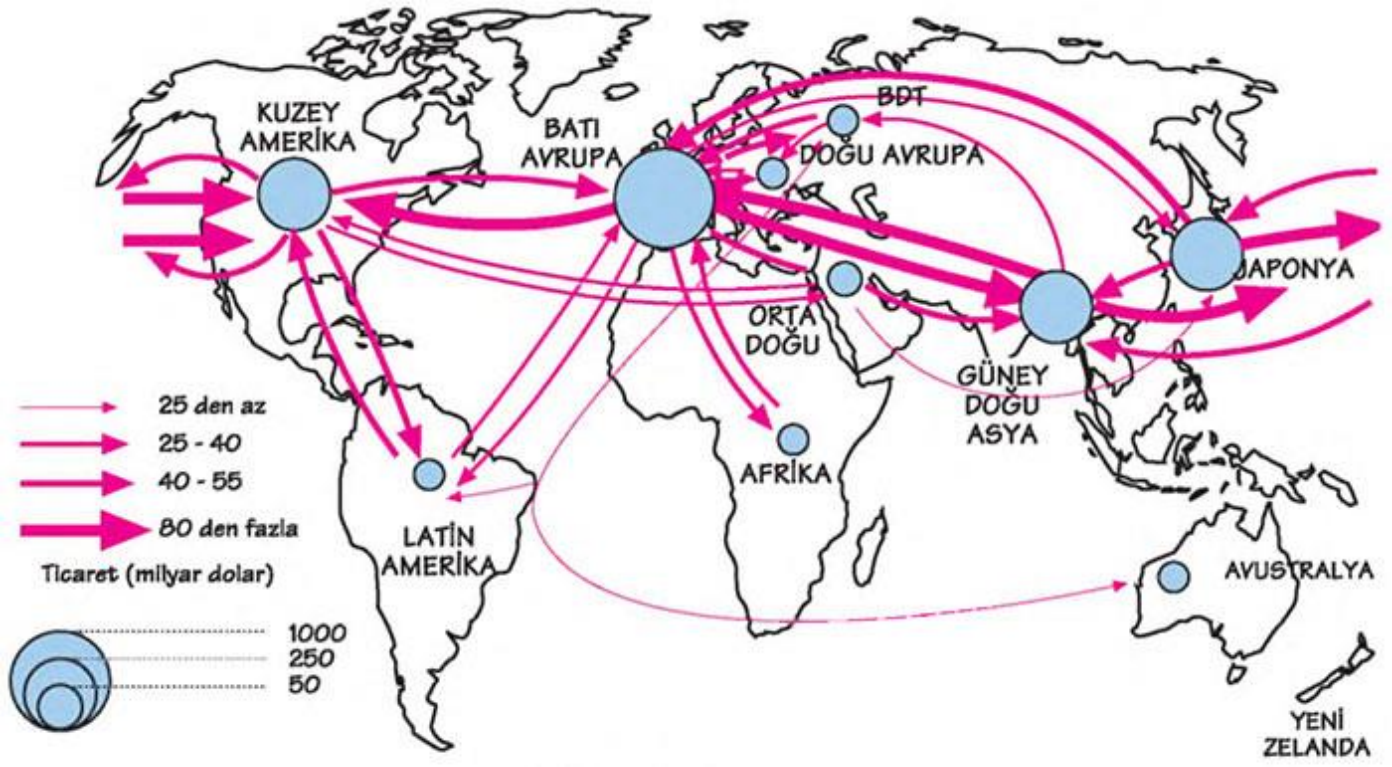 BDT
KUZEY
AMERİKA
BATI
AVRUPA
DOĞU AVRUPA
JAPONYA
ORTA
DOĞU
GÜNEY
DOĞU
ASYA
25 den az
25 - 40
40 - 55
80 den fazla
Ticaret (milyar dolar)
AFRİKA
LATİN
AMERİKA
AVUSTRALYA
1000
250
50
YENİ
ZELANDA